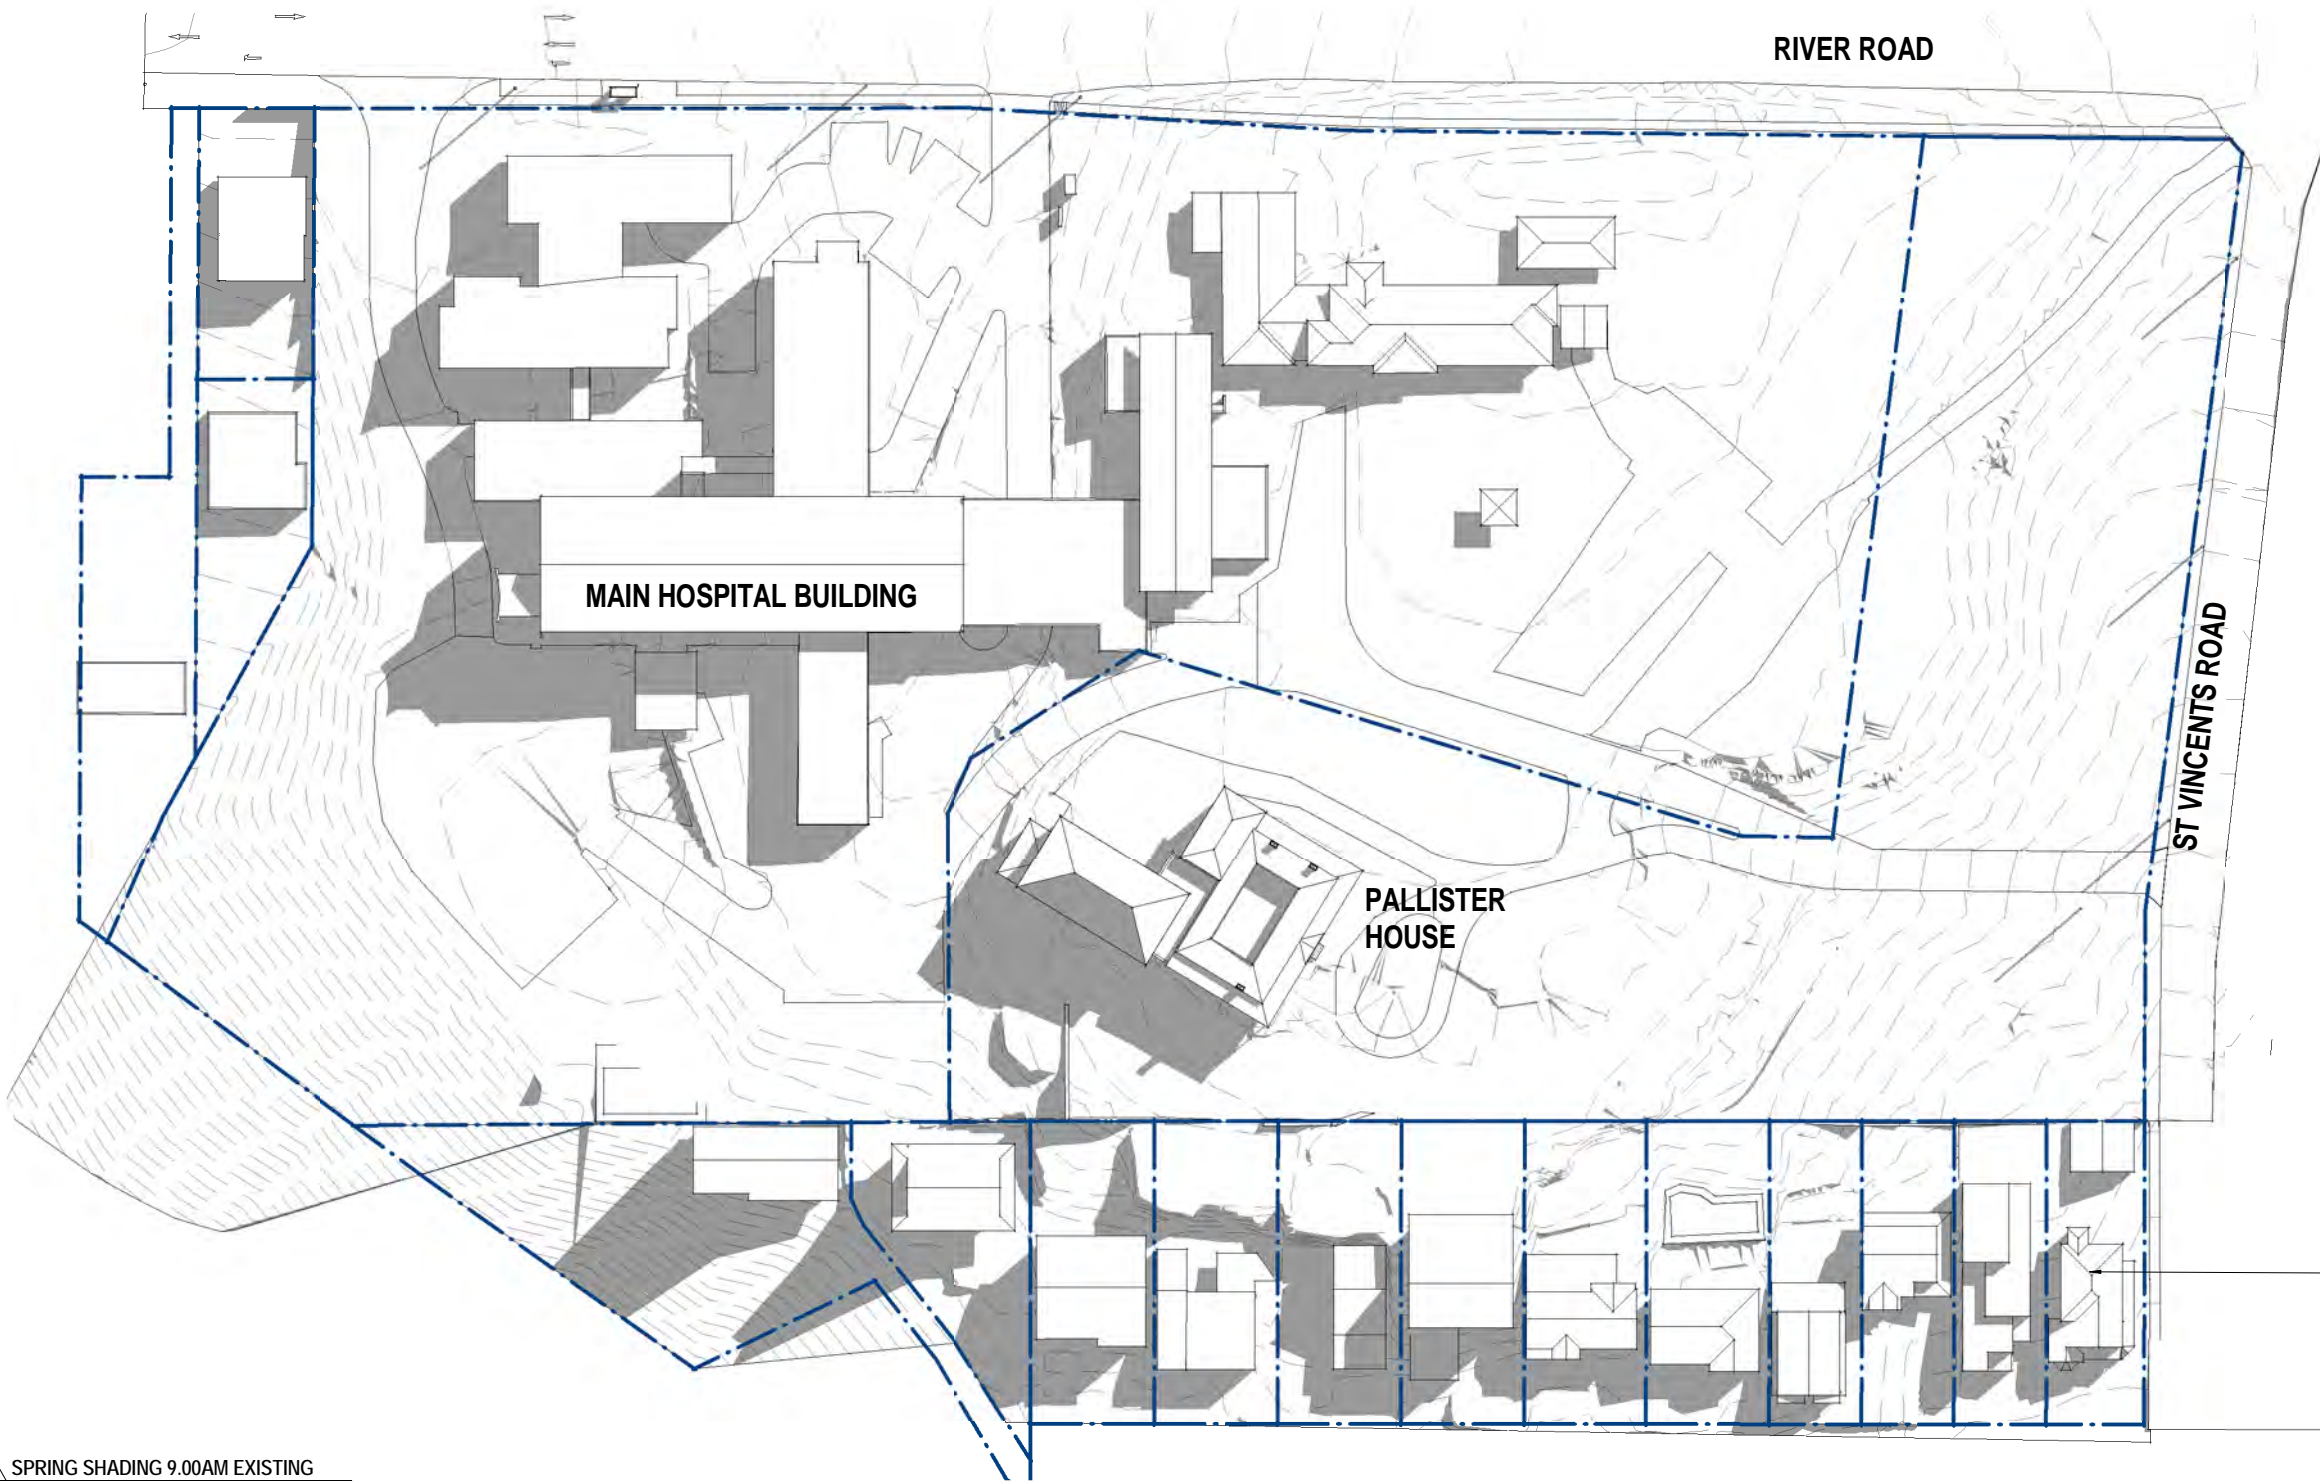 RIVER ROAD
MAIN HOSPITAL BUILDING
ST VINCENTS ROAD
PALLISTER
HOUSE
SPRING SHADING 9.00AM EXISTING